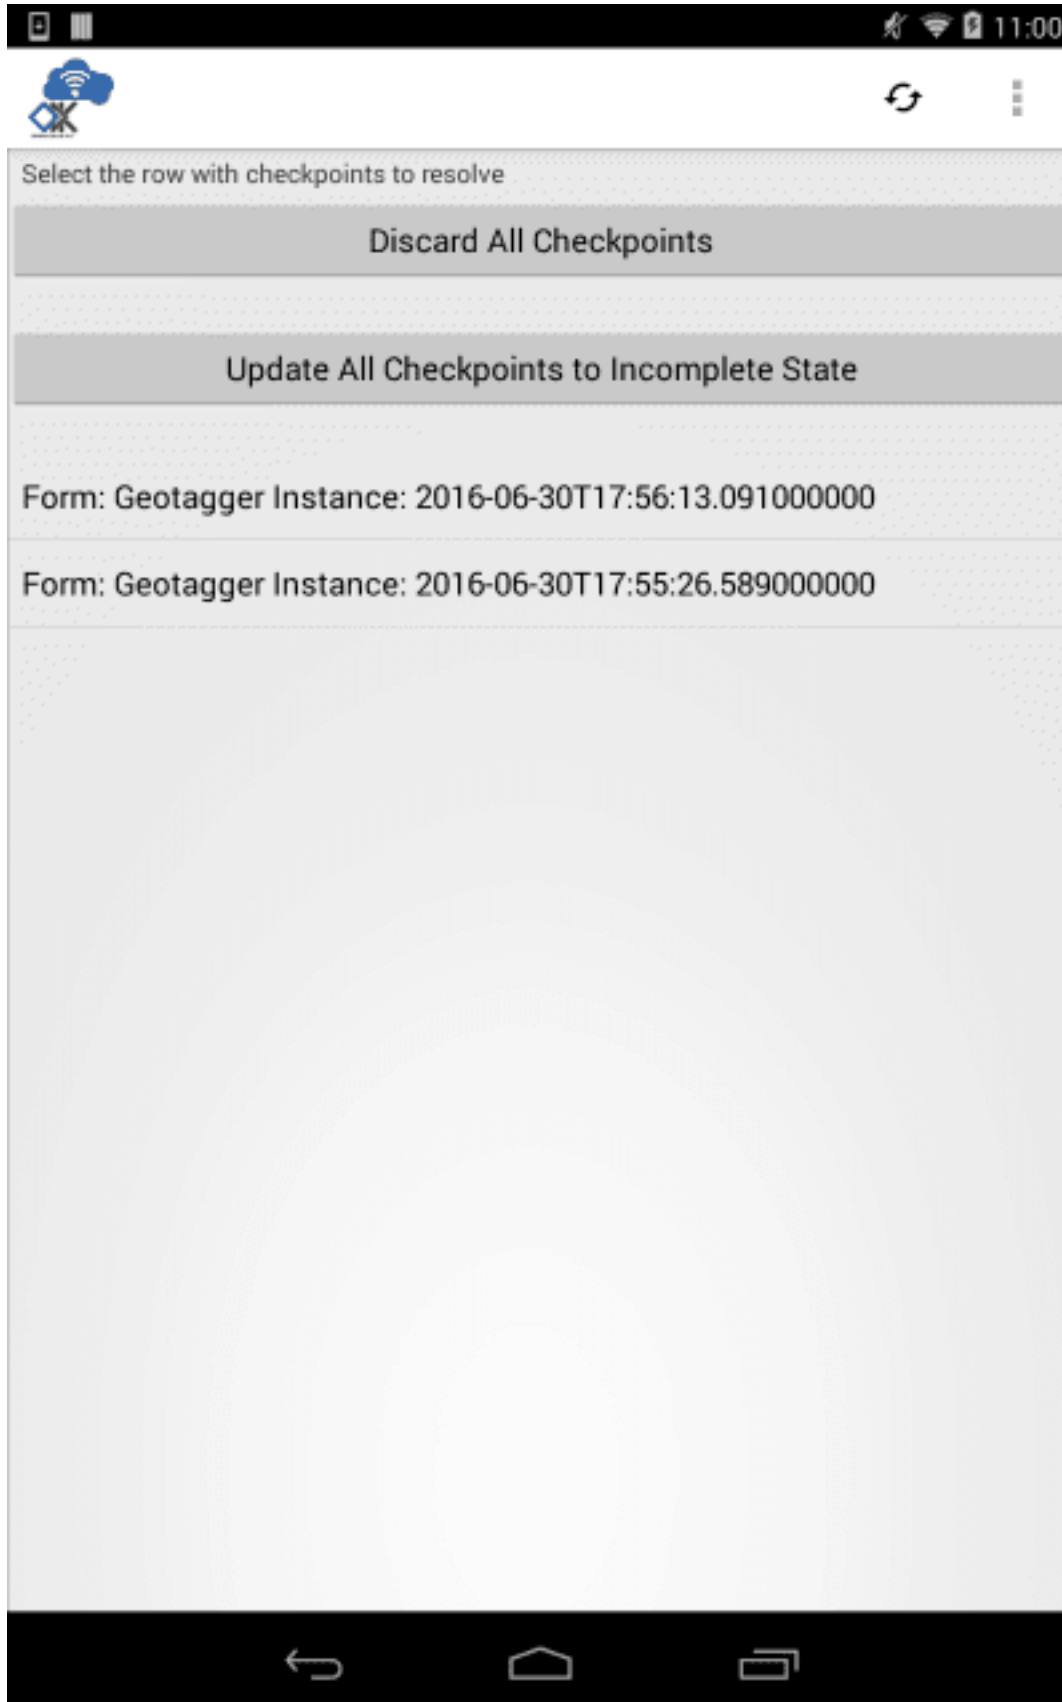 11:00
Select the row with checkpoints to resolve
Discard All Checkpoints
Update All Checkpoints to Incomplete State
Form: Geotagger Instance: 2016-06-30T17:56:13.091000000
Form: Geotagger Instance: 2016-06-30T17:55:26.589000000